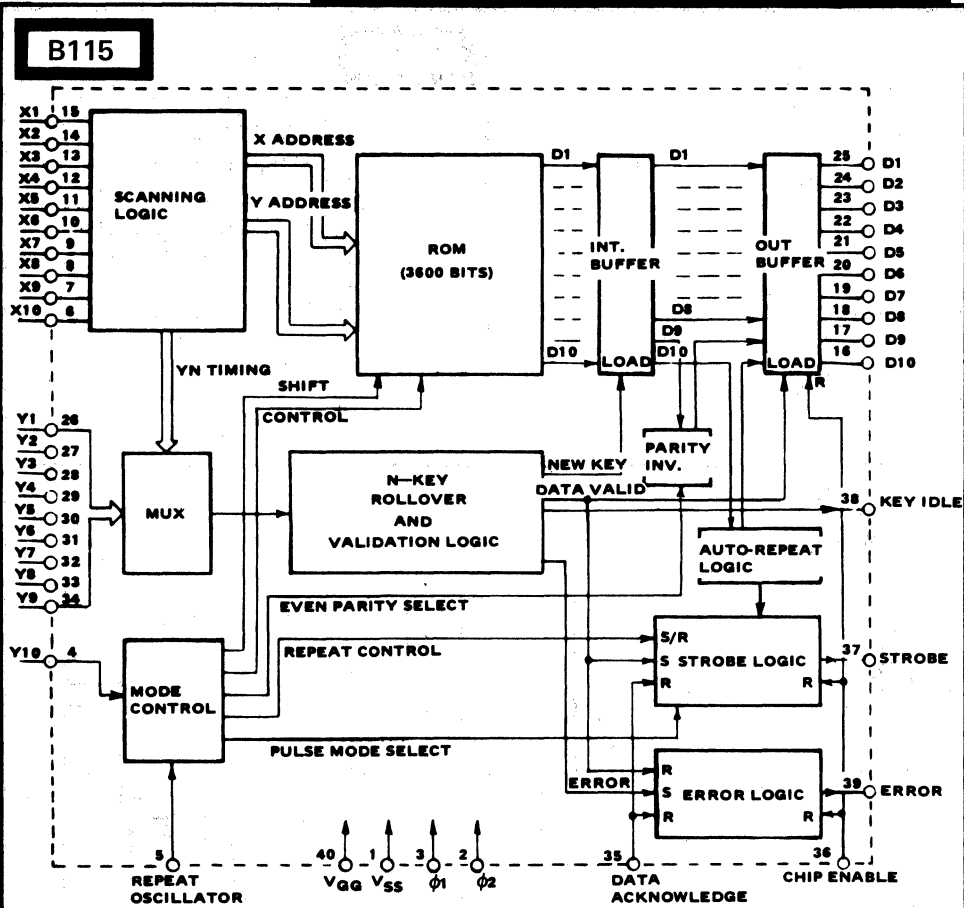 B115
X1 15
X2 14
X3 13
X4 12
X5 11
X6 10
X7 9
X8 8
X9 7
X10 6
SCANNING
LOGIC
X ADDRESS
Y ADDRESS
YN TIMING
ROM
(3600 BITS)
D1
D10
INT.
BUFFER
LOAD
D1
D8
D9
D10
OUT
BUFFER
LOAD
R
25 D1
24 D2
23 D3
22 D4
21 D5
20 D6
19 D7
18 D8
17 D9
16 D10
SHIFT
CONTROL
Y1 26
Y2 27
Y3 28
Y4 29
Y5 30
Y6 31
Y7 32
Y8 33
Y9 34
MUX
N-KEY
ROLLOVER
AND
VALIDATION LOGIC
NEW KEY
DATA VALID
PARITY
INV.
38 KEY IDLE
AUTO-REPEAT
LOGIC
EVEN PARITY SELECT
Y10 4
MODE
CONTROL
REPEAT CONTROL
PULSE MODE SELECT
S/R
S STROBE LOGIC
R R
37 STROBE
ERROR
R
S ERROR LOGIC
R R
39 ERROR
5
REPEAT
OSCILLATOR
40 VGG
1 VSS
3 ϕ1
2 ϕ2
35
DATA
ACKNOWLEDGE
36
CHIP ENABLE